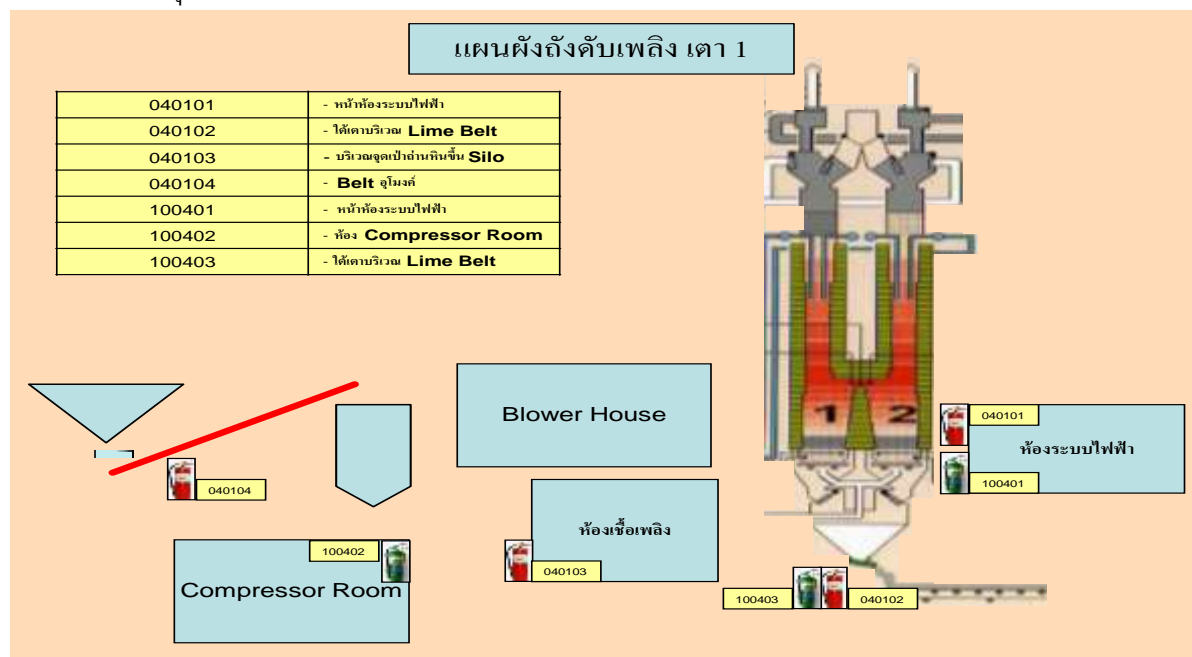 แผนผังถังดับเพลิง เตา 1
040101 - หน้าห้องระบบไฟฟ้า
040102 - ใต้เตาบริเวณ Lime Belt
040103 - บริเวณจุดเป่าถ่านหินขึ้น Silo
040104 - Belt อุโมงค์
100401 - หน้าห้องระบบไฟฟ้า
100402 - ห้อง Compressor Room
100403 - ใต้เตาบริเวณ Lime Belt
1 2
Blower House
040101
ห้องระบบไฟฟ้า
100401
040104
ห้องเชื้อเพลิง
040103
100402
Compressor Room
100403
040102